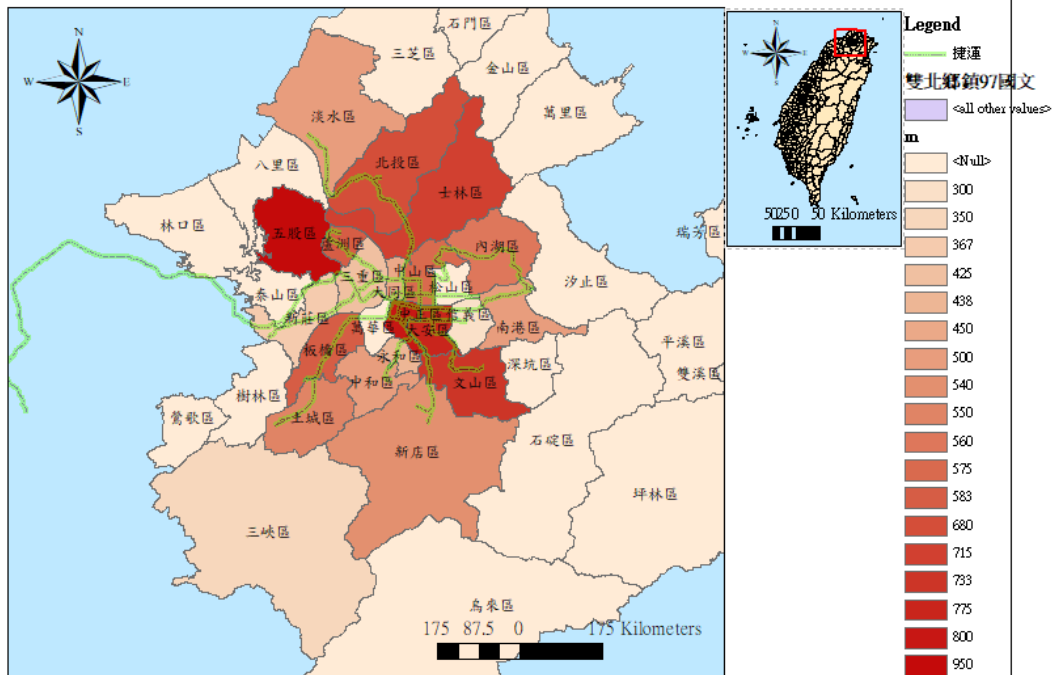 N
W
E
S
石門區
三芝區
金山區
萬里區
淡水區
北投區
八里區
士林區
林口區
五股區
蘆洲區
內湖區
瑞芳區
三重區
中山區
汐止區
泰山區
大同區
松山區
新莊區
萬華區
中正區
信義區
大安區
南港區
板橋區
永和區
深坑區
平溪區
樹林區
中和區
文山區
雙溪區
鶯歌區
土城區
新店區
石碇區
坪林區
三峽區
烏來區
175 87.5 0 175 Kilometers
N
W
E
S
50250 50 Kilometers
Legend
捷運
雙北鄉鎮97國文
<all other values>
m
<Null>
300
350
367
425
438
450
500
540
550
560
575
583
680
715
733
775
800
950